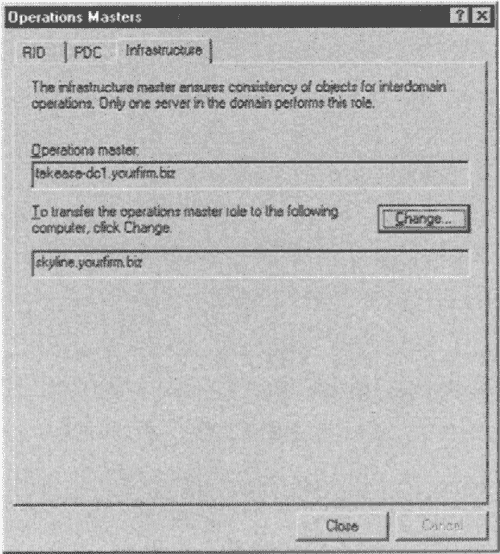 Operations Masters
RID
PDC
Infrastructure
The infrastructure master ensures consistency of objects for interdomain
operations. Only one server in the domain performs this role.
Operations master:
takease-dc1.yourfirm.biz
To transfer the operations master role to the following
computer, click Change.
Change...
skyline.yourfirm.biz
Close
Cancel